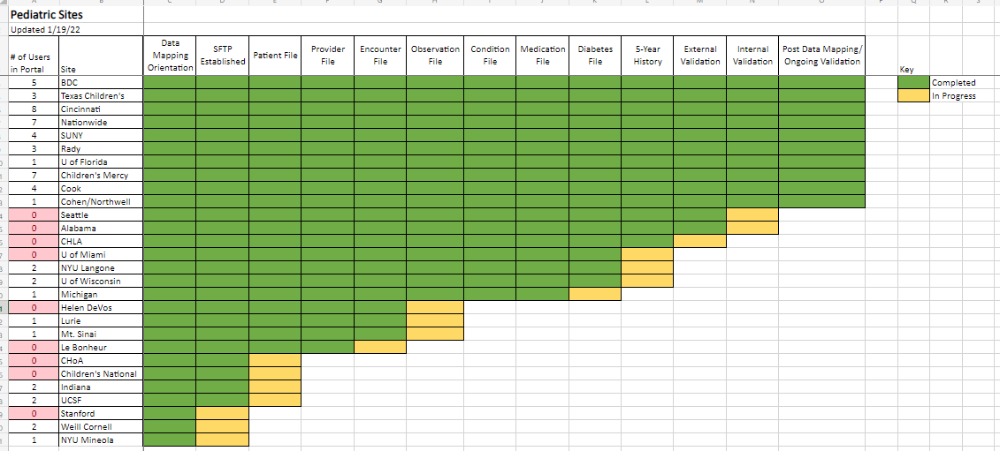 Pediatric Sites
Updated 1/19/22
# of Users in Portal Site Data Mapping Orientation SFTP Established Patient File Provider File Encounter File Observation File Condition File Medication File Diabetes File 5-Year History External Validation Internal Validation Post Data Mapping/ Ongoing Validation
Key
5 BDC
Completed
3 Texas Children's
In Progress
8 Cincinnati
7 Nationwide
4 SUNY
3 Rady
1 U of Florida
7 Children's Mercy
4 Cook
1 Cohen/Northwell
0 Seattle
0 Alabama
0 CHLA
0 U of Miami
2 NYU Langone
2 U of Wisconsin
1 Michigan
0 Helen DeVos
1 Lurie
1 Mt. Sinai
0 Le Bonheur
0 CHoA
0 Children's National
2 Indiana
2 UCSF
0 Stanford
2 Weill Cornell
1 NYU Mineola